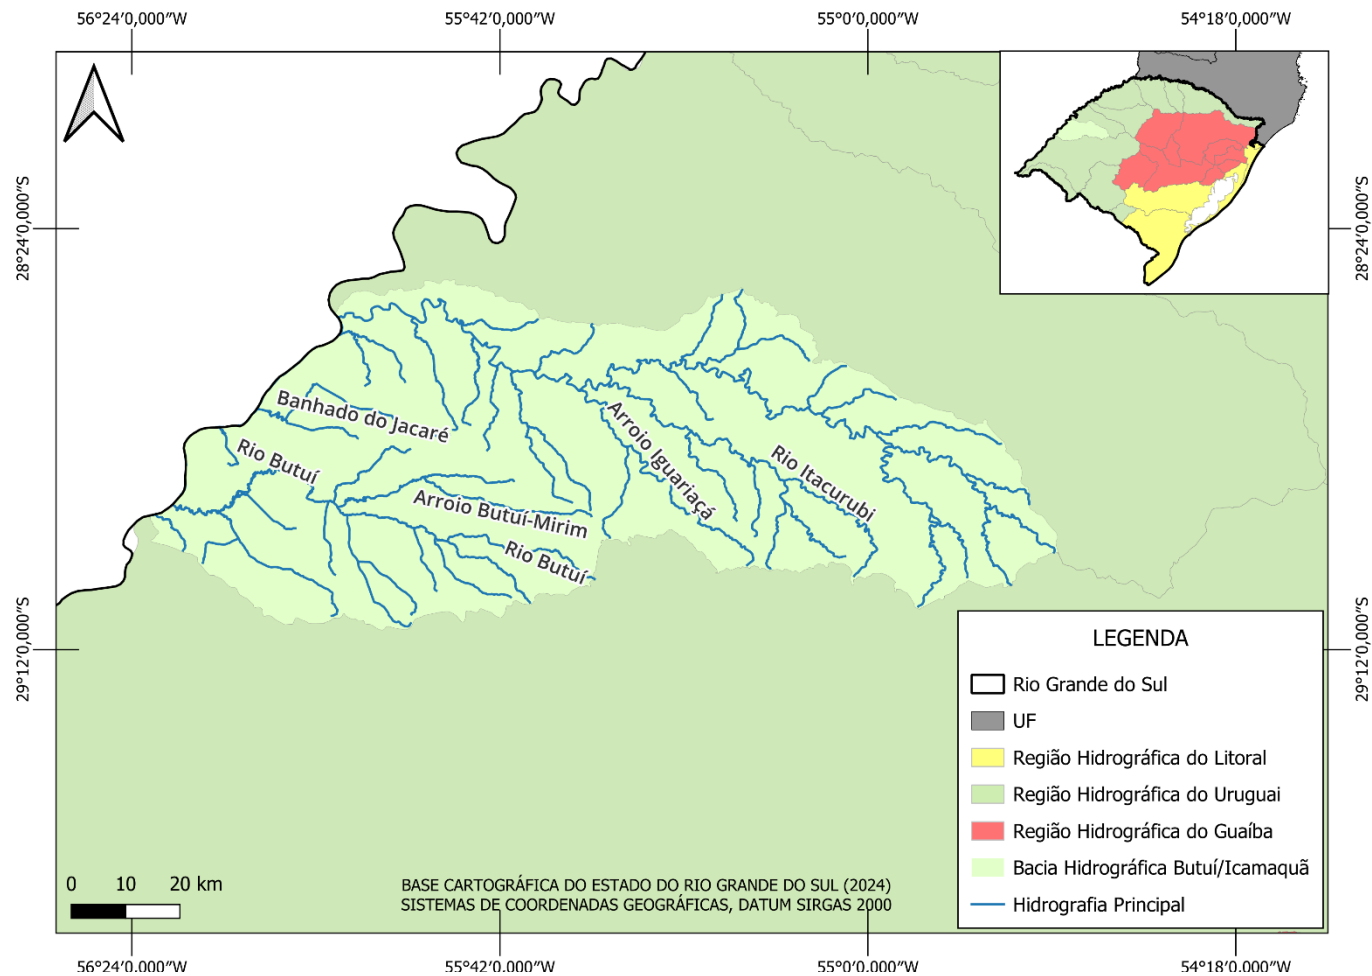 56°24'0,000"W
55°42'0,000"W
55°0'0,000"W
54°18'0,000"W
28°24'0,000"S
28°24'0,000"S
Banhado do Jacaré
Rio Butuí
Arroio Iguariaçá
Rio Itacurubi
Arroio Butuí-Mirim
Rio Butuí
29°12'0,000"S
29°12'0,000"S
LEGENDA
Rio Grande do Sul
UF
Região Hidrográfica do Litoral
Região Hidrográfica do Uruguai
Região Hidrográfica do Guaíba
Bacia Hidrográfica Butuí/Icamaquã
Hidrografia Principal
0 10 20 km
BASE CARTOGRÁFICA DO ESTADO DO RIO GRANDE DO SUL (2024)
SISTEMAS DE COORDENADAS GEOGRÁFICAS, DATUM SIRGAS 2000
56°24'0,000"W
55°42'0,000"W
55°0'0,000"W
54°18'0,000"W